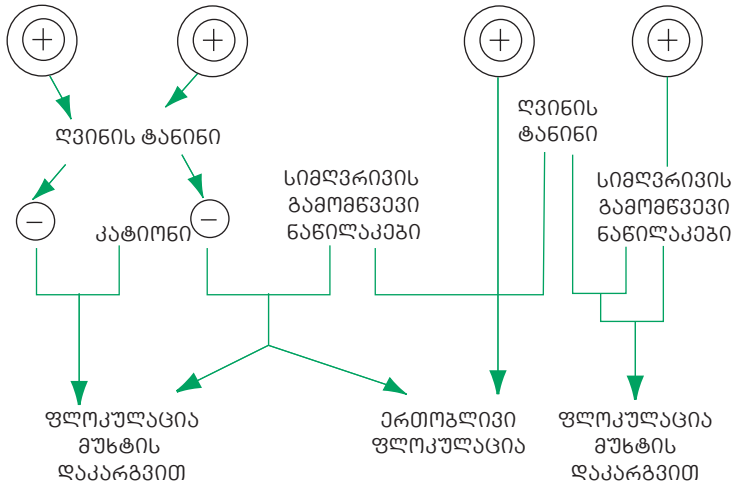 +
+
+
+
ღვინის ტანინი
ღვინის
ტანინი
სიმღვრივის
გამომწვევი
ნაწილაკები
სიმღვრივის
გამომწვევი
ნაწილაკები
−
კატიონი
−
ფლოკულაცია
მუხტის
დაკარგვით
ერთობლივი
ფლოკულაცია
ფლოკულაცია
მუხტის
დაკარგვით